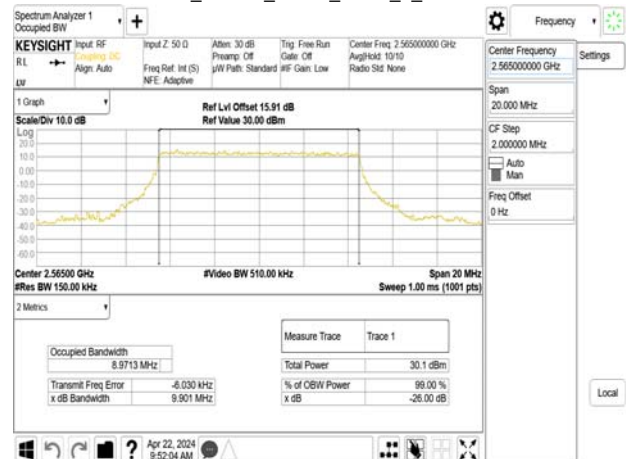 Spectrum Analyzer 1
Occupied BW
+
Frequency
KEYSIGHT
Input: RF
Coupling: DC
Align: Auto
Input Z: 50 Ω
Freq Ref: Int (S)
NFE: Adaptive
Atten: 30 dB
Preamp: Off
µW Path: Standard
Trig: Free Run
Gate: Off
#IF Gain: Low
Center Freq: 2.565000000 GHz
Avg|Hold: 10/10
Radio Std: None
RL
LV
Center Frequency
2.565000000 GHz
Settings
Span
20.000 MHz
CF Step
2.000000 MHz
Auto
Man
Freq Offset
0 Hz
Local
1 Graph
Scale/Div 10.0 dB
Ref Lvl Offset 15.91 dB
Ref Value 30.00 dBm
Log
20.0
10.0
0.00
-10.0
-20.0
-30.0
-40.0
-50.0
-60.0
Center 2.56500 GHz
#Video BW 510.00 kHz
Span 20 MHz
#Res BW 150.00 kHz
Sweep 1.00 ms (1001 pts)
2 Metrics
Measure Trace Trace 1
Occupied Bandwidth
8.9713 MHz
Total Power 30.1 dBm
Transmit Freq Error -6.030 kHz
% of OBW Power 99.00 %
x dB Bandwidth 9.901 MHz
x dB -26.00 dB
?
Apr 22, 2024
9:52:04 AM